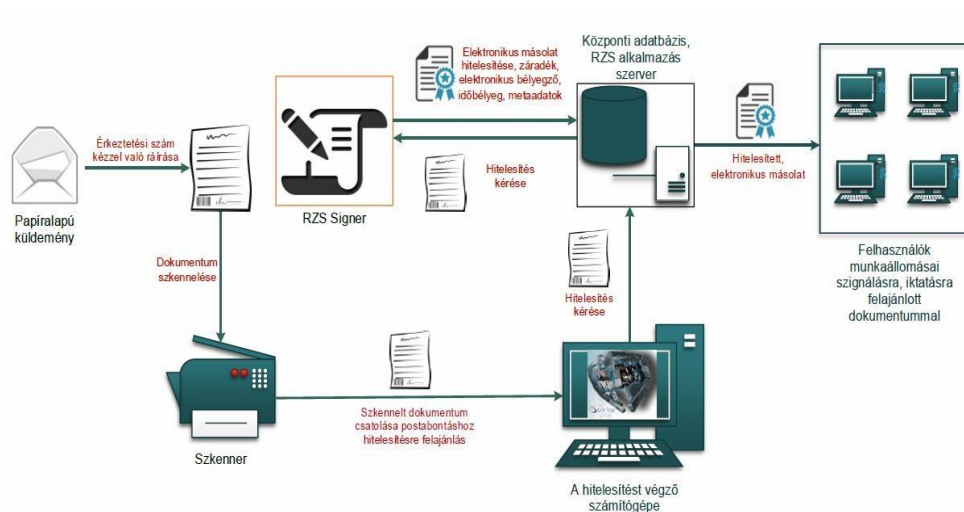 Papíralapú
küldemény
Érkeztetési szám
kézzel való ráírása
Dokumentum
szkennelése
Szkenner
Szkennelt dokumentum
csatolása postabontáshoz
hitelesítésre felajánlás
A hitelesítést végző
számítógépe
Hitelesítés
kérése
RZS Signer
Hitelesítés
kérése
Elektronikus másolat
hitelesítése, záradék,
elektronikus bélyegző,
időbélyeg, metaadatok
Központi adatbázis,
RZS alkalmazás
szerver
Hitelesített,
elektronikus másolat
Felhasználók
munkaállomásai
szignálásra, iktatásra
felajánlott
dokumentummal